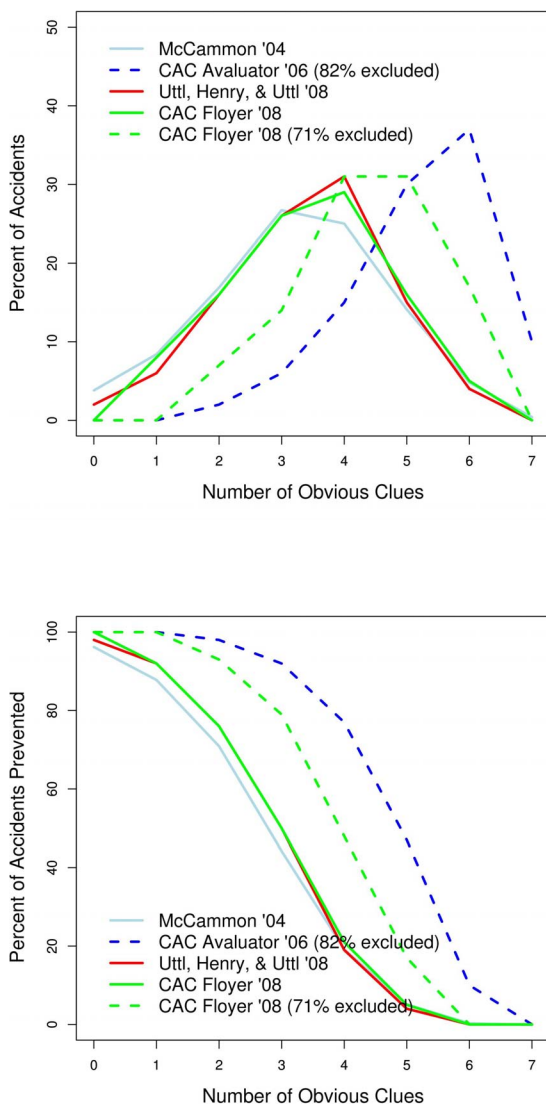 50
40
30
20
10
0
Percent of Accidents
McCammon '04
CAC Avaluator '06 (82% excluded)
Uttl, Henry, & Uttl '08
CAC Floyer '08
CAC Floyer '08 (71% excluded)
0 1 2 3 4 5 6 7
Number of Obvious Clues
100
80
60
40
20
0
Percent of Accidents Prevented
McCammon '04
CAC Avaluator '06 (82% excluded)
Uttl, Henry, & Uttl '08
CAC Floyer '08
CAC Floyer '08 (71% excluded)
0 1 2 3 4 5 6 7
Number of Obvious Clues